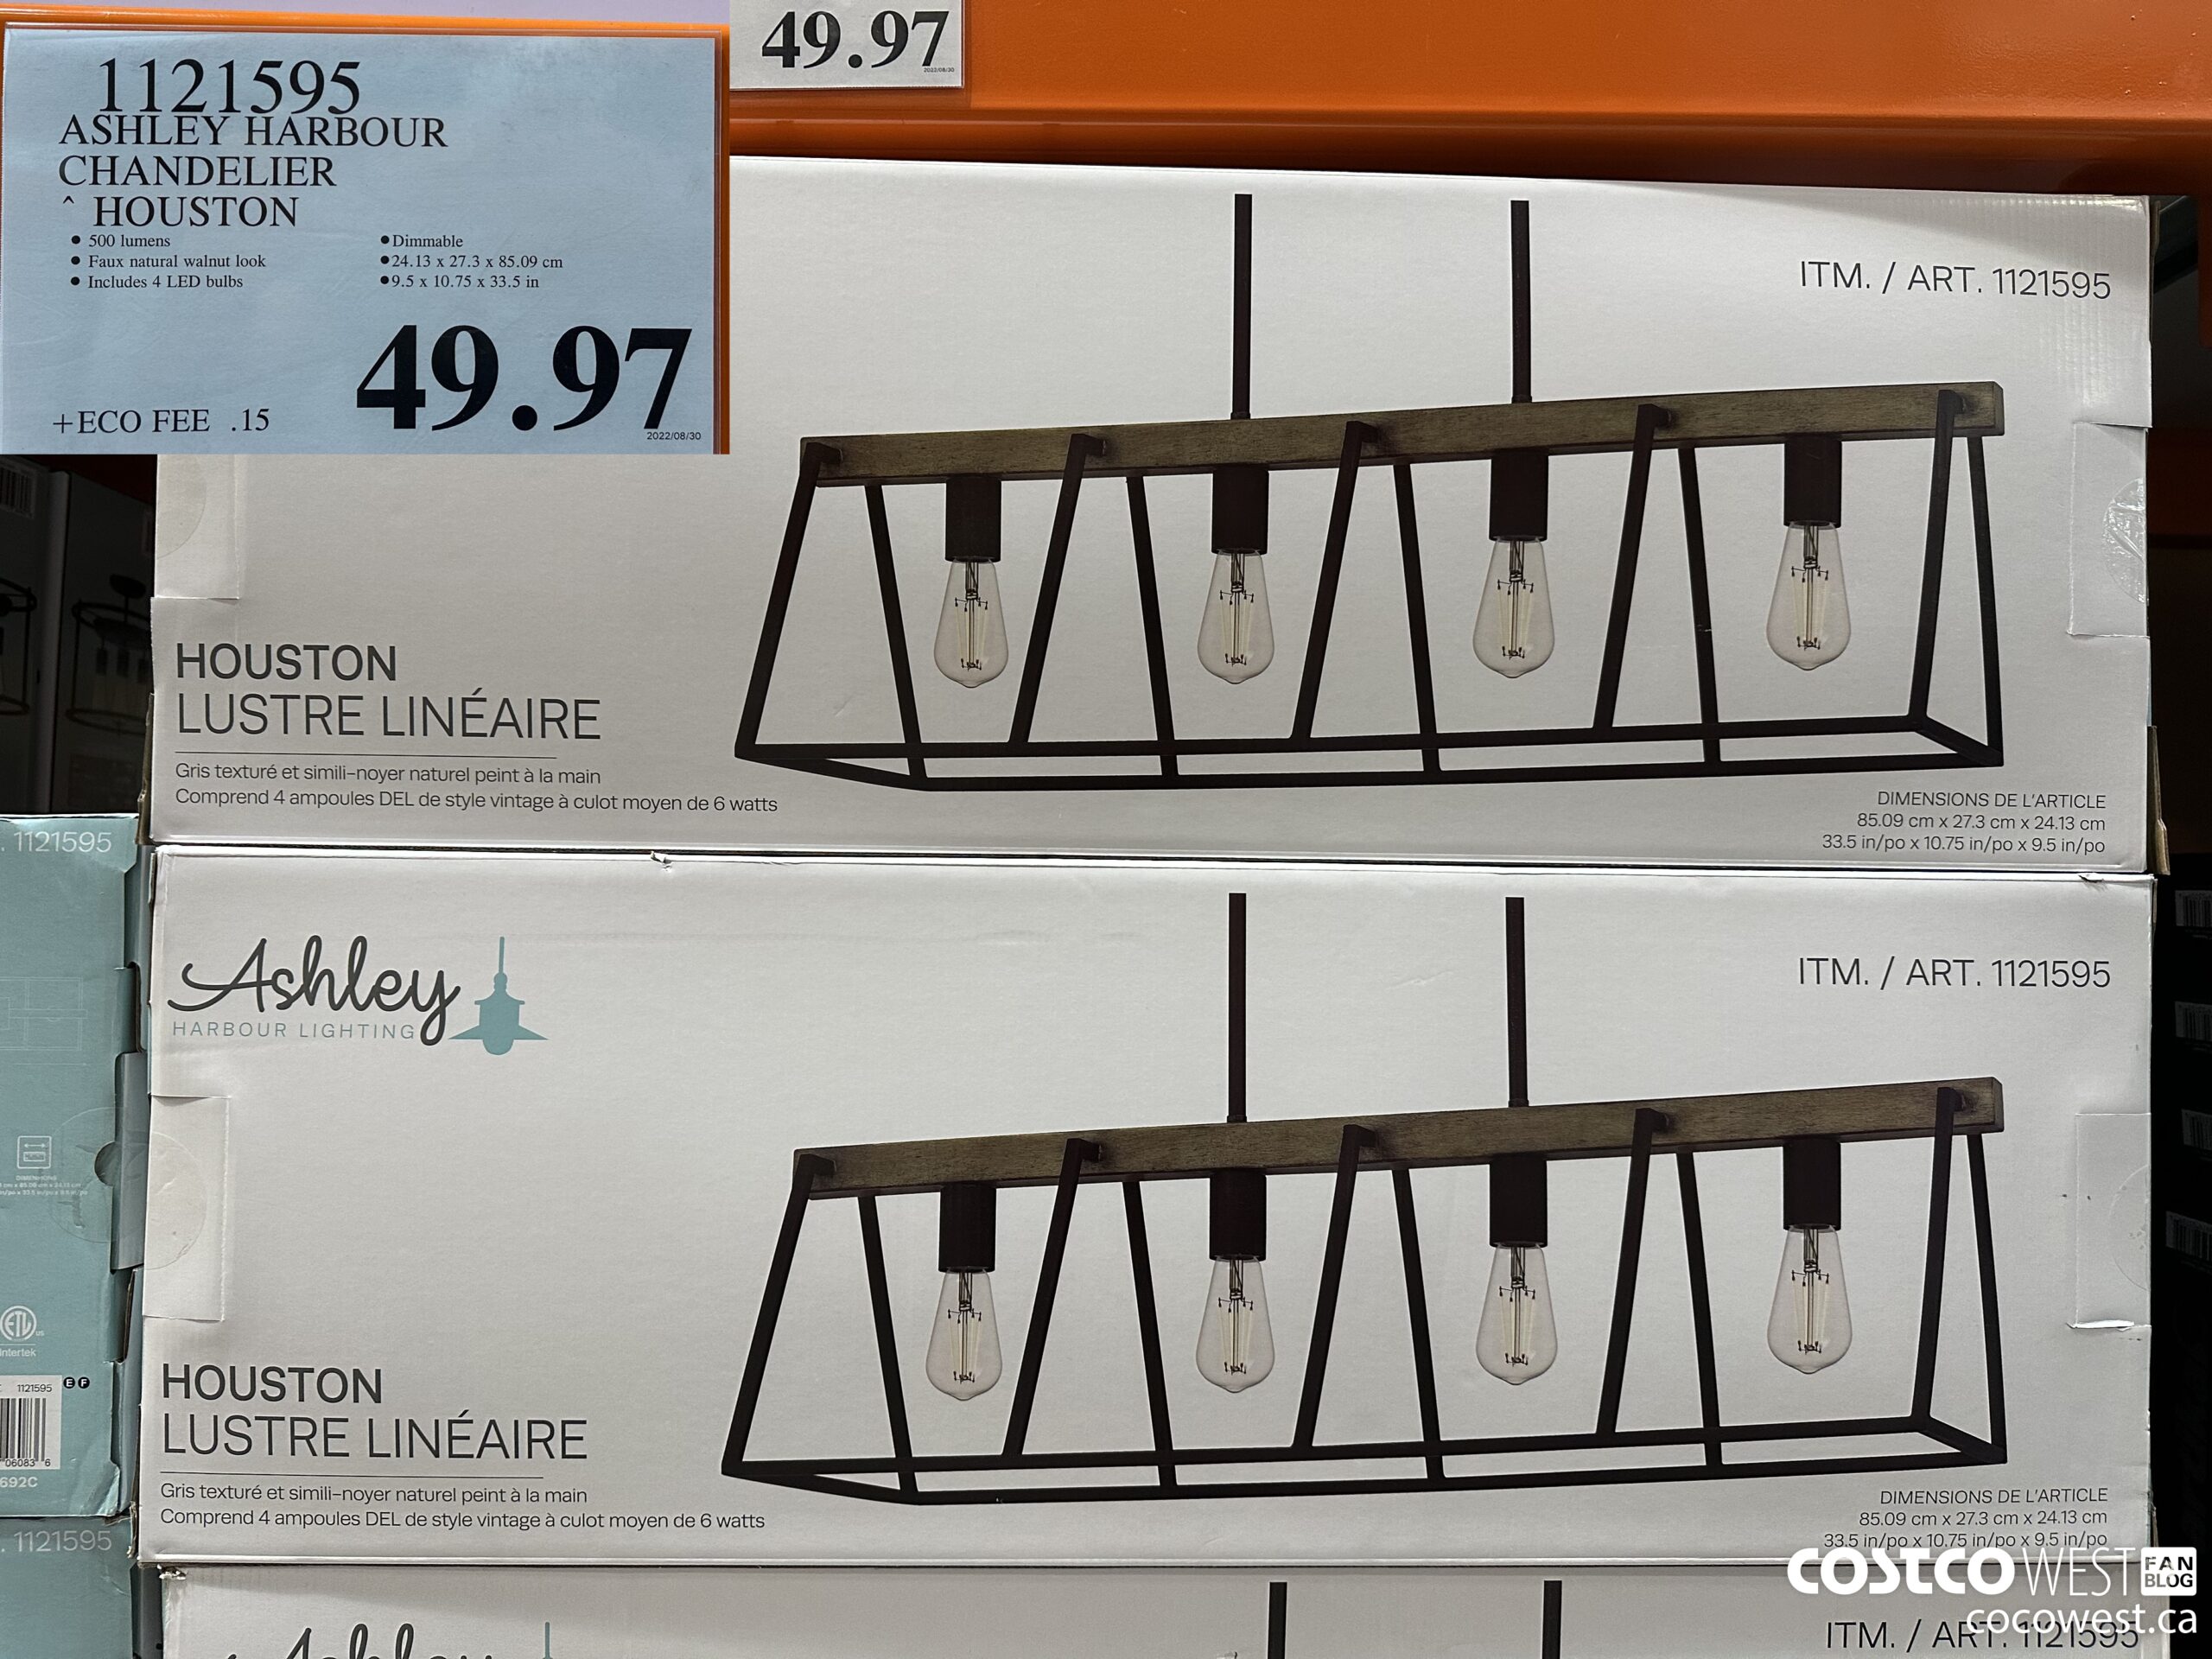 49.97
2022/08/30
1121595
ASHLEY HARBOUR
CHANDELIER
^ HOUSTON
• 500 lumens
• Faux natural walnut look
• Includes 4 LED bulbs
• Dimmable
• 24.13 x 27.3 x 85.09 cm
• 9.5 x 10.75 x 33.5 in
49.97
+ECO FEE .15
2022/08/30
ITM. / ART. 1121595
HOUSTON
LUSTRE LINÉAIRE
Gris texturé et simili-noyer naturel peint à la main
Comprend 4 ampoules DEL de style vintage à culot moyen de 6 watts
DIMENSIONS DE L'ARTICLE
85.09 cm x 27.3 cm x 24.13 cm
33.5 in/po x 10.75 in/po x 9.5 in/po
. 1121595
Ashley
HARBOUR LIGHTING
ITM. / ART. 1121595
HOUSTON
LUSTRE LINÉAIRE
Gris texturé et simili-noyer naturel peint à la main
Comprend 4 ampoules DEL de style vintage à culot moyen de 6 watts
DIMENSIONS DE L'ARTICLE
85.09 cm x 27.3 cm x 24.13 cm
33.5 in/po x 10.75 in/po x 9.5 in/po
ETL
US
Intertek
1121595
E F
06083 6
692C
. 1121595
Ashley
ITM. / ART. 1121595
COSTCO WEST
FAN
BLOG
cocowest.ca